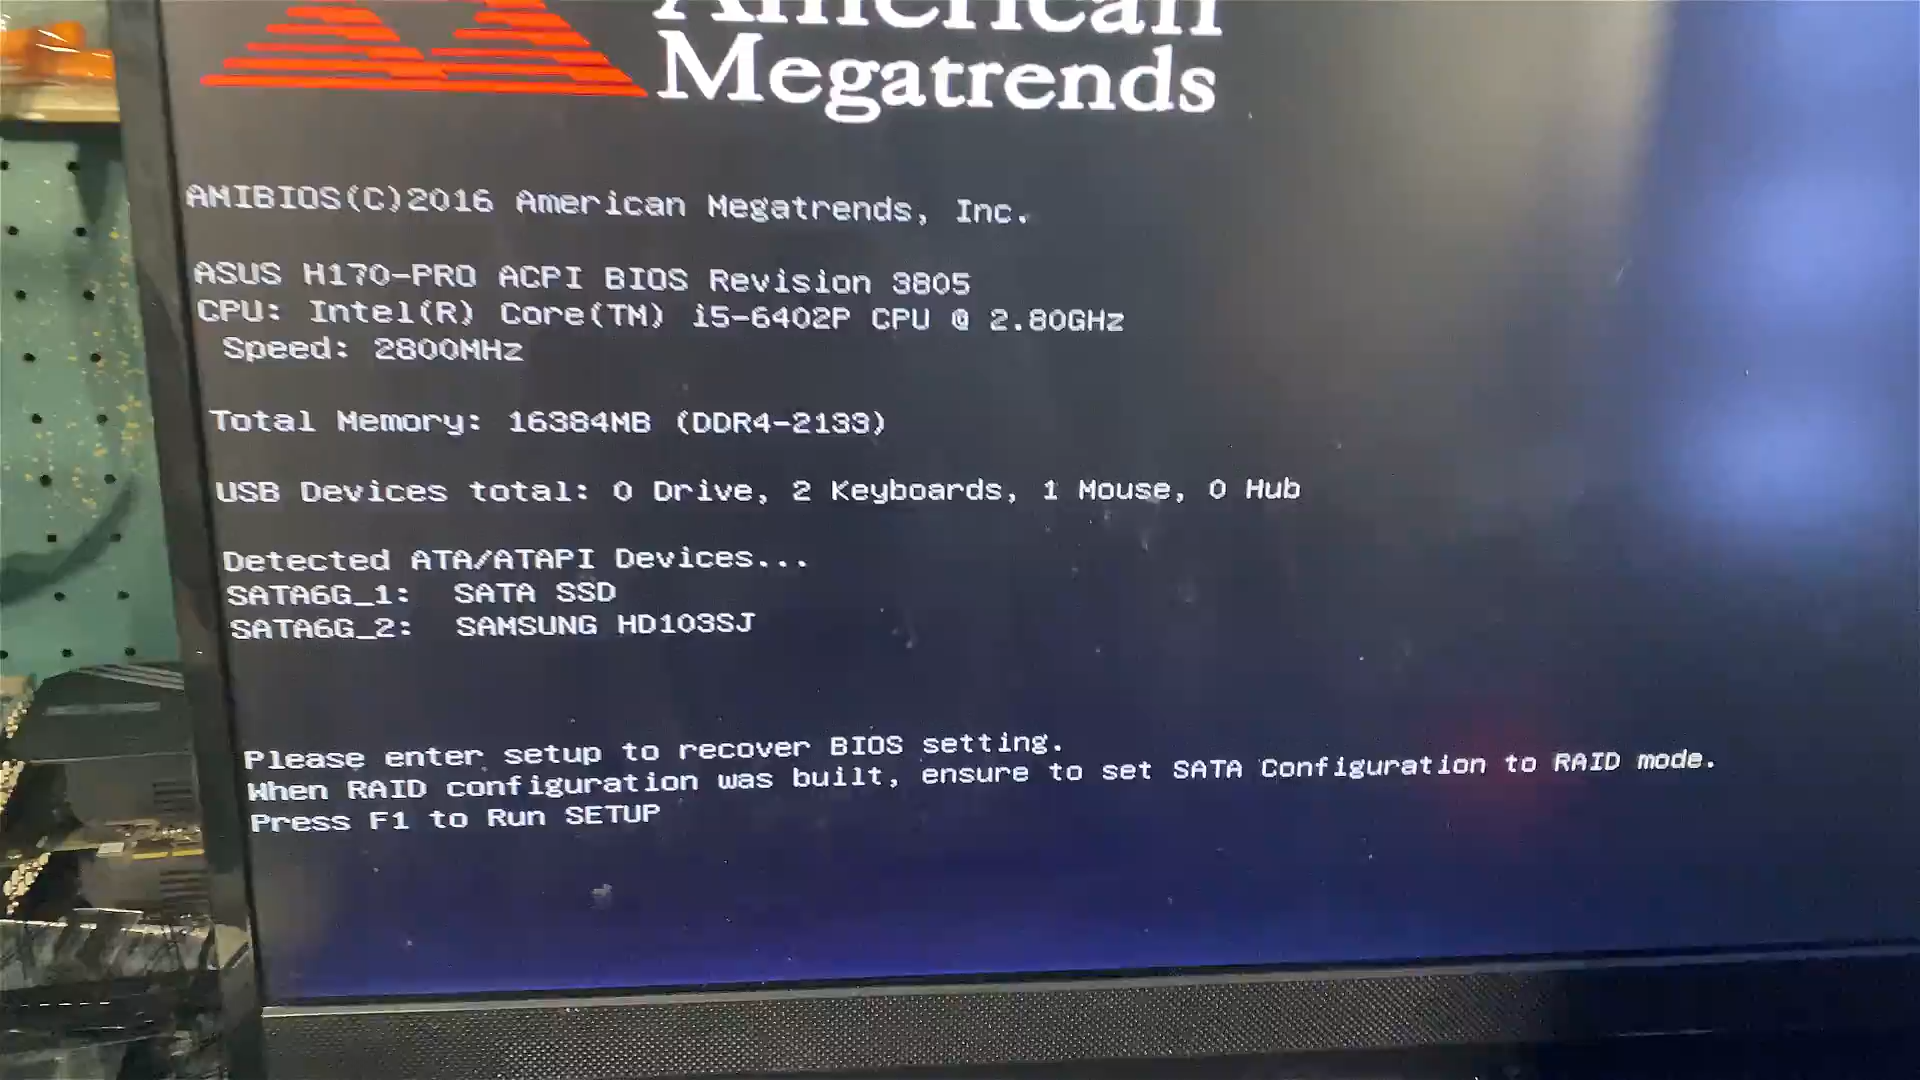 American
Megatrends
AMIBIOS(C)2016 American Megatrends, Inc.
ASUS H170-PRO ACPI BIOS Revision 3805
CPU: Intel(R) Core(TM) i5-6402P CPU @ 2.80GHz
Speed: 2800MHz
Total Memory: 16384MB (DDR4-2133)
USB Devices total: 0 Drive, 2 Keyboards, 1 Mouse, 0 Hub
Detected ATA/ATAPI Devices...
SATA6G_1: SATA SSD
SATA6G_2: SAMSUNG HD103SJ
Please enter setup to recover BIOS setting.
When RAID configuration was built, ensure to set SATA Configuration to RAID mode.
Press F1 to Run SETUP